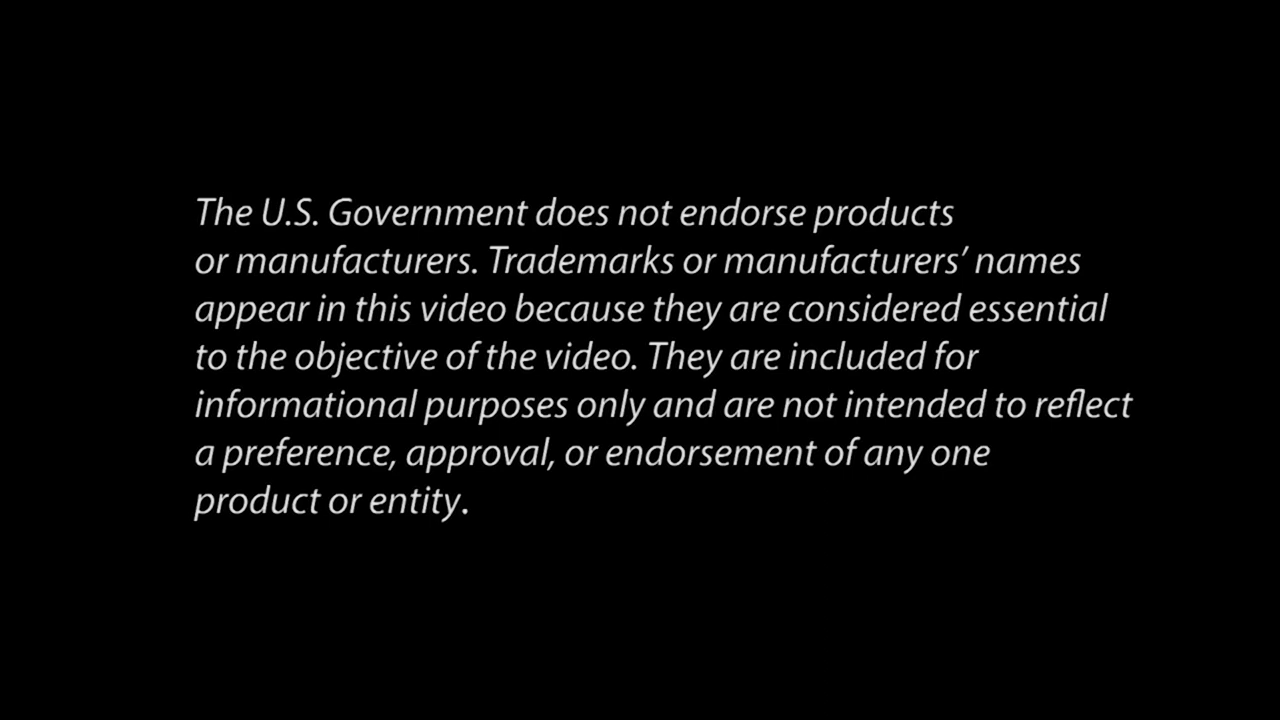 The U.S. Government does not endorse products
or manufacturers. Trademarks or manufacturers’ names
appear in this video because they are considered essential
to the objective of the video. They are included for
informational purposes only and are not intended to reflect
a preference, approval, or endorsement of any one
product or entity.